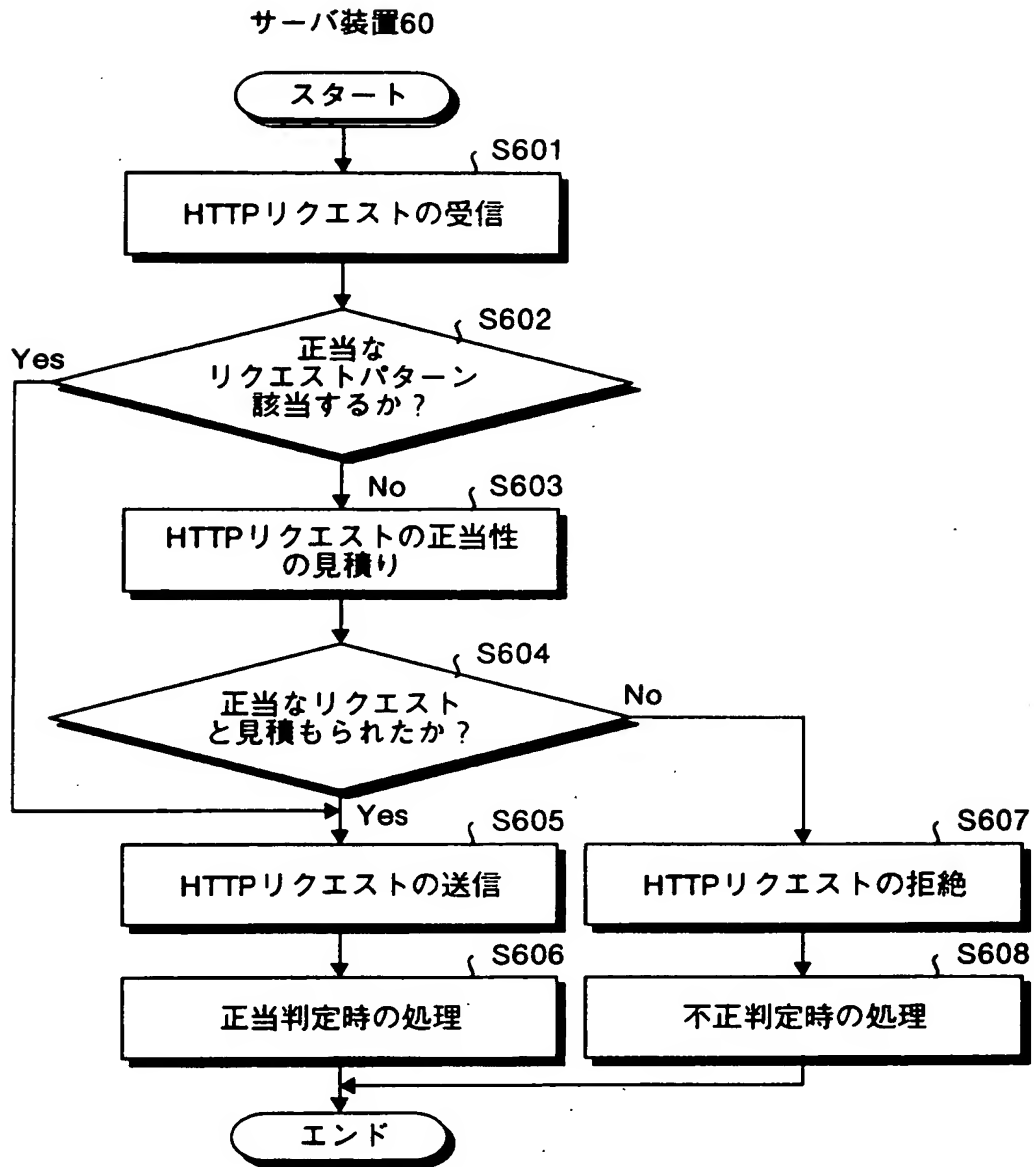 サーバ装置60
スタート
S601
HTTPリクエストの受信
S602
正当な
リクエストパターン
該当するか?
Yes
No
S603
HTTPリクエストの正当性
の見積り
S604
正当なリクエスト
と見積もられたか?
No
Yes
S605
HTTPリクエストの送信
S607
HTTPリクエストの拒絶
S606
正当判定時の処理
S608
不正判定時の処理
エンド